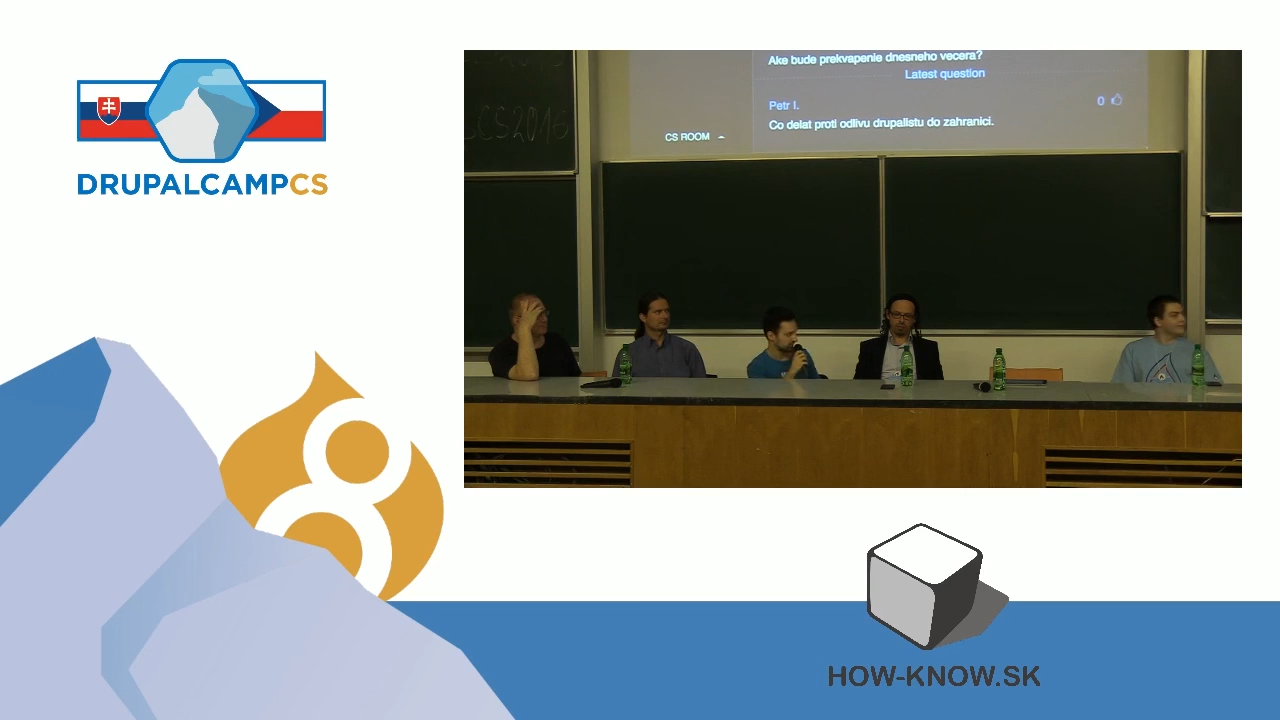 DRUPALCAMPCS
Ake bude prekvapenie dnesneho vecera?
Latest question
Petr I.
0
Co delat proti odlivu drupalistu do zahranici.
CS ROOM
CS2015
HOW-KNOW.SK